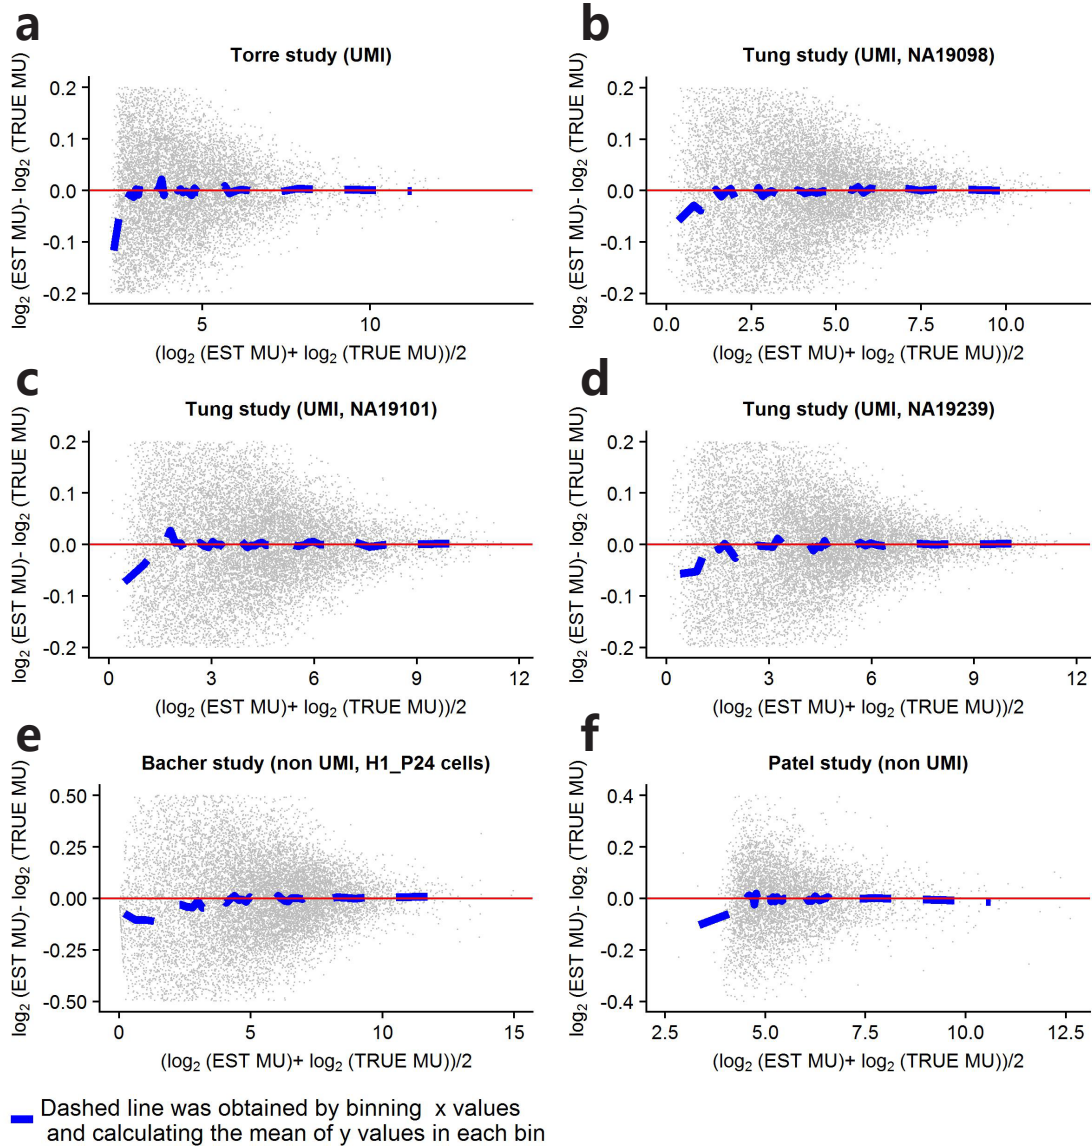 a
Torre study (UMI)
log2 (EST MU)- log2 (TRUE MU)
0.2
0.1
0.0
-0.1
-0.2
5 10
(log2 (EST MU)+ log2 (TRUE MU))/2
b
Tung study (UMI, NA19098)
log2 (EST MU)- log2 (TRUE MU)
0.2
0.1
0.0
-0.1
-0.2
0.0 2.5 5.0 7.5 10.0
(log2 (EST MU)+ log2 (TRUE MU))/2
c
Tung study (UMI, NA19101)
log2 (EST MU)- log2 (TRUE MU)
0.2
0.1
0.0
-0.1
-0.2
0 3 6 9 12
(log2 (EST MU)+ log2 (TRUE MU))/2
d
Tung study (UMI, NA19239)
log2 (EST MU)- log2 (TRUE MU)
0.2
0.1
0.0
-0.1
-0.2
0 3 6 9 12
(log2 (EST MU)+ log2 (TRUE MU))/2
e
Bacher study (non UMI, H1_P24 cells)
log2 (EST MU)- log2 (TRUE MU)
0.50
0.25
0.00
-0.25
-0.50
0 5 10 15
(log2 (EST MU)+ log2 (TRUE MU))/2
f
Patel study (non UMI)
log2 (EST MU)- log2 (TRUE MU)
0.4
0.2
0.0
-0.2
-0.4
2.5 5.0 7.5 10.0 12.5
(log2 (EST MU)+ log2 (TRUE MU))/2
Dashed line was obtained by binning x values
and calculating the mean of y values in each bin